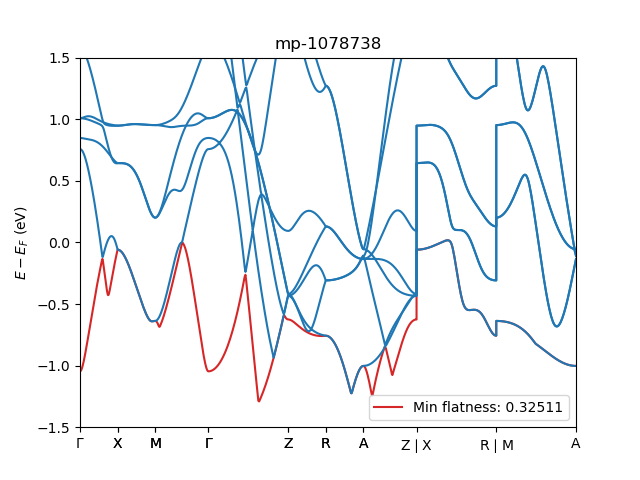 mp-1078738
E − E_F (eV)
1.5
1.0
0.5
0.0
−0.5
−1.0
−1.5
Min flatness: 0.32511
Γ X M Γ Z R A Z | X R | M A